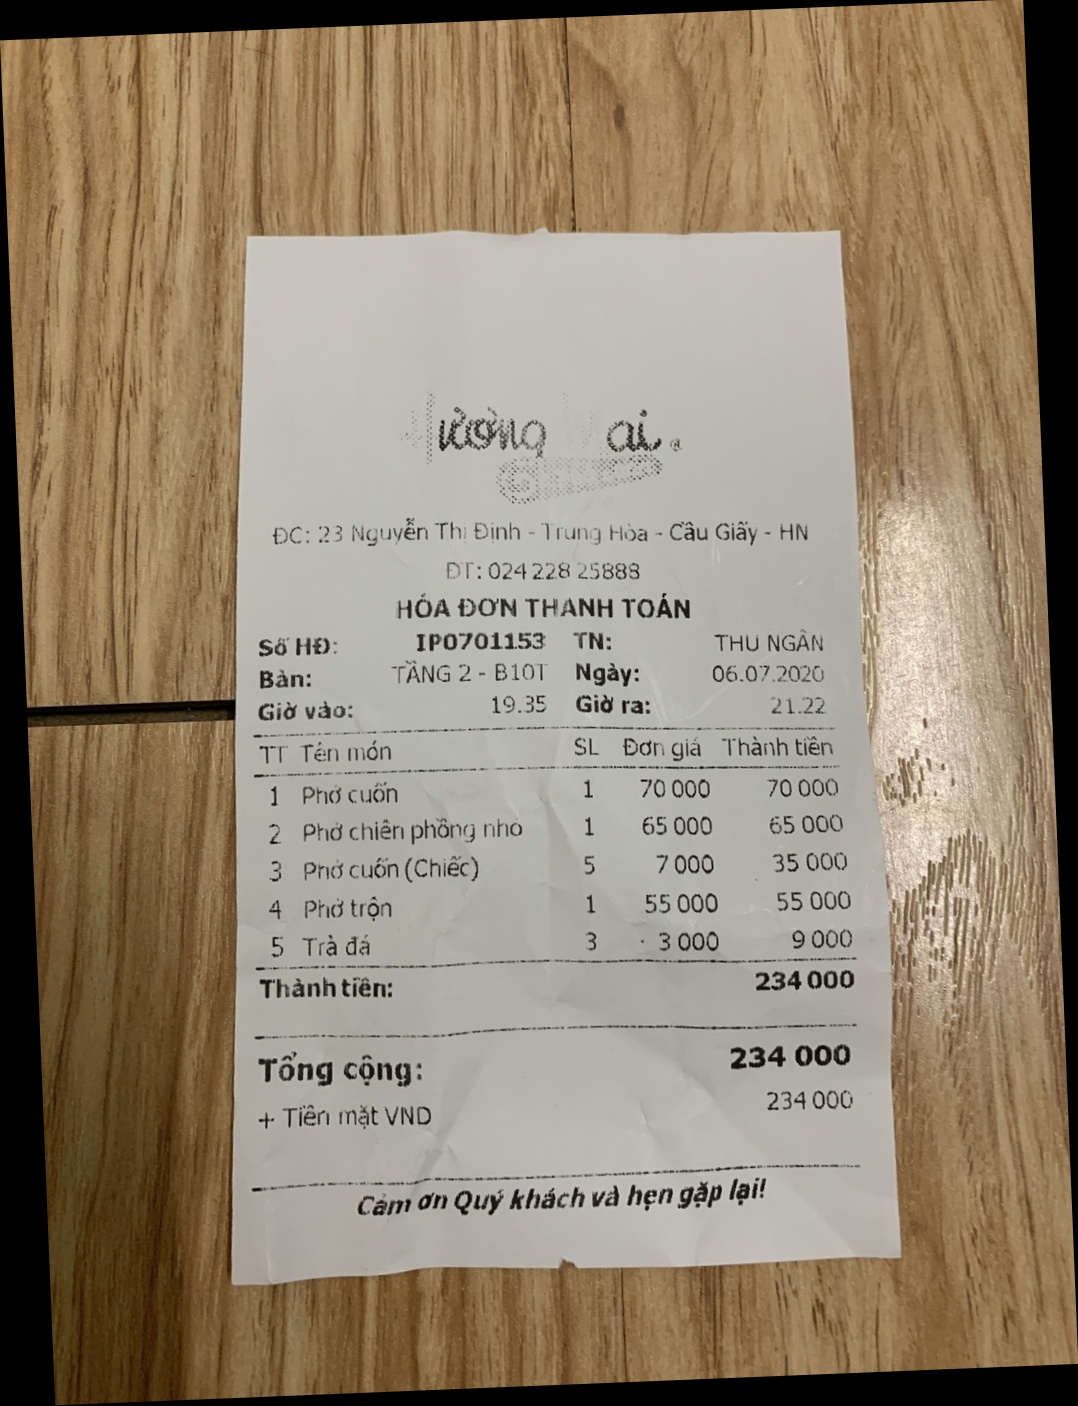 Hường Mai ®
ĐC: 23 Nguyễn Thị Định - Trung Hòa - Cầu Giấy - HN
ĐT: 024 228 25888
HÓA ĐƠN THANH TOÁN
Số HĐ: IP0701153 TN: THU NGÂN
Bàn: TẦNG 2 - B10T Ngày: 06.07.2020
Giờ vào: 19.35 Giờ ra: 21.22
TT Tên món SL Đơn giá Thành tiền
1 Phở cuốn 1 70 000 70 000
2 Phở chiên phồng nhỏ 1 65 000 65 000
3 Phở cuốn (Chiếc) 5 7 000 35 000
4 Phở trộn 1 55 000 55 000
5 Trà đá 3 3 000 9 000
Thành tiền: 234 000
Tổng cộng: 234 000
+ Tiền mặt VND 234 000
Cảm ơn Quý khách và hẹn gặp lại!